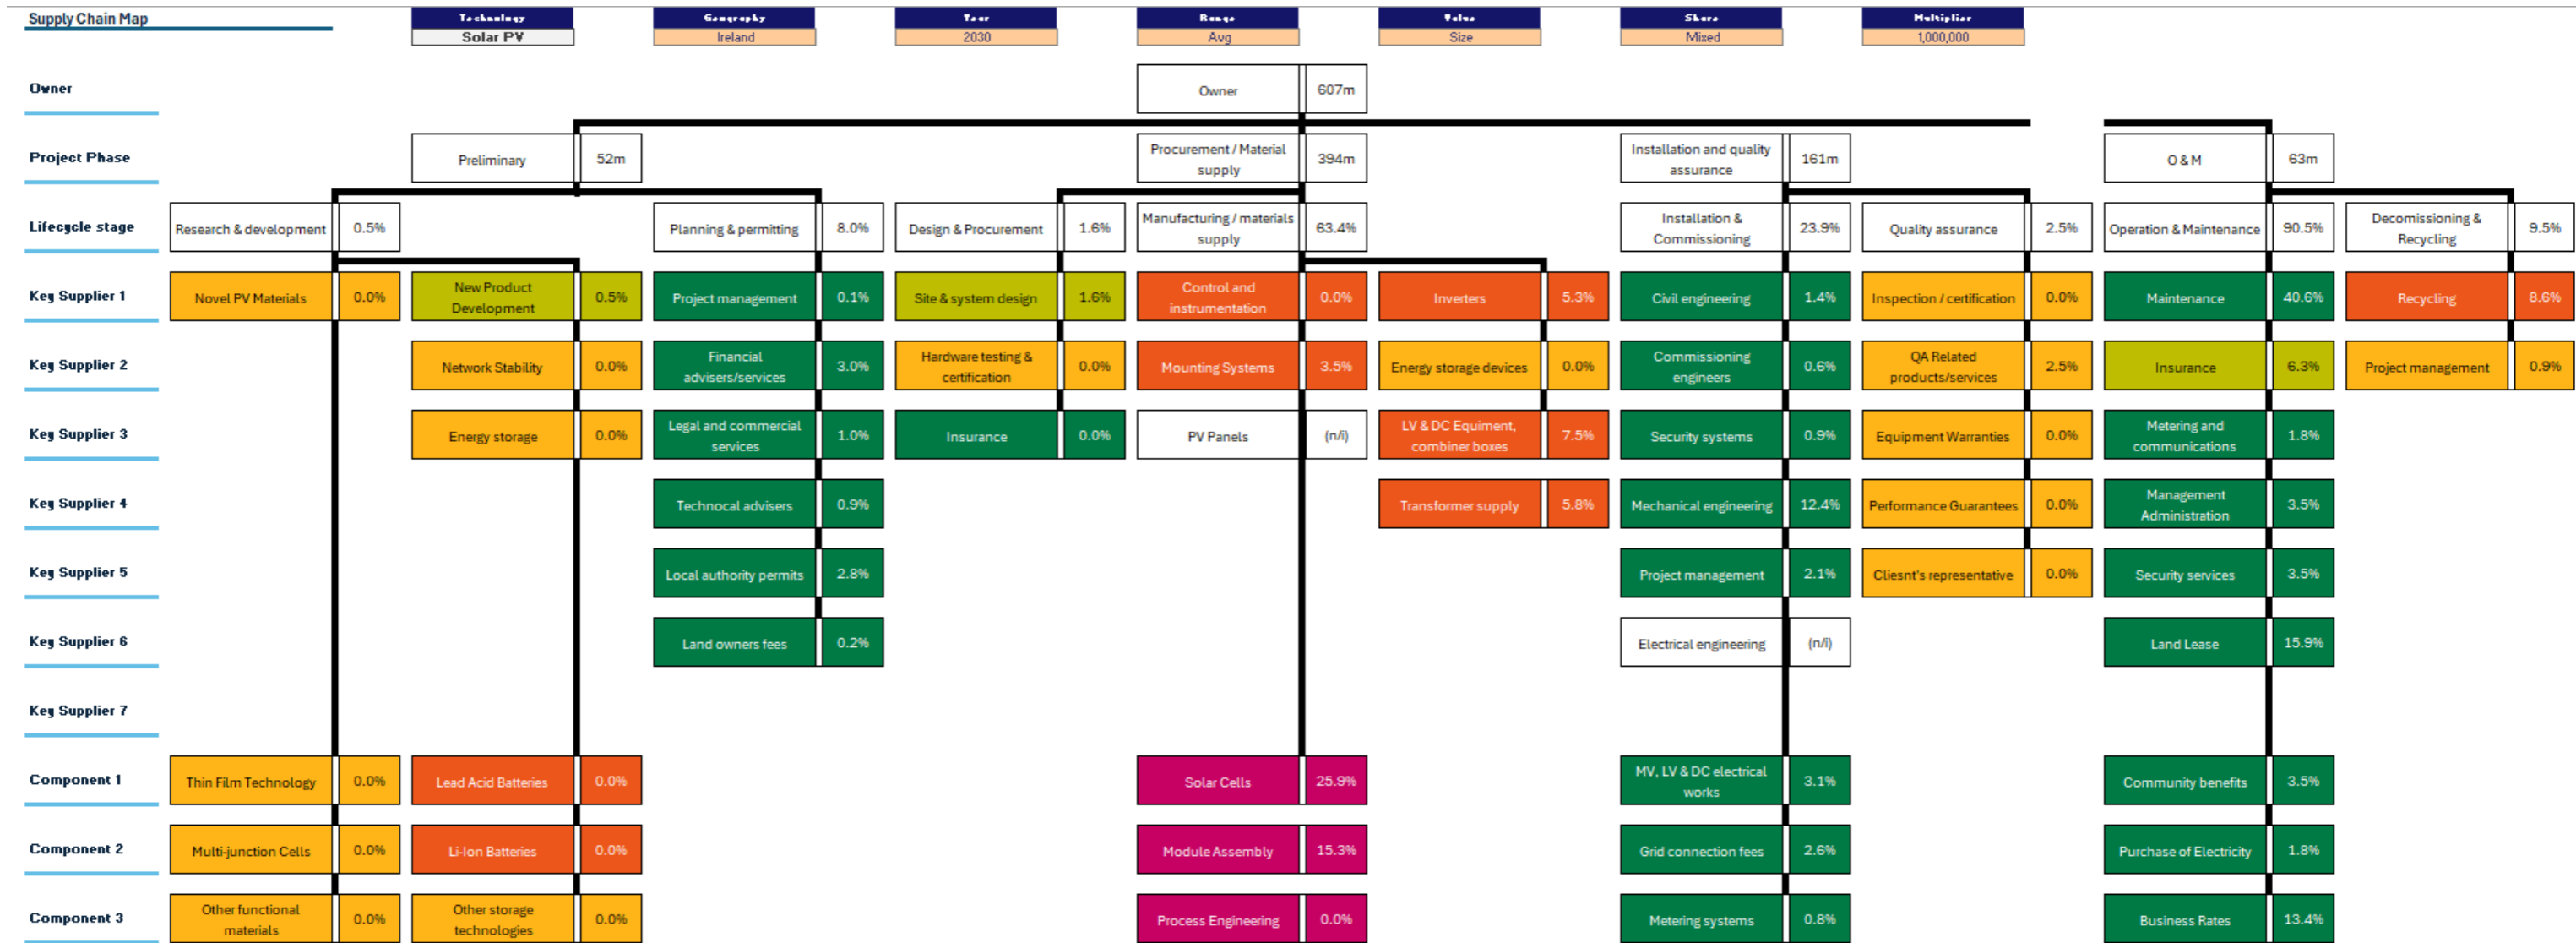 Supply Chain Map
Technology
Geography
Year
Range
Value
Share
Multiplier
Solar PV
Ireland
2030
Avg
Size
Mixed
1,000,000
Owner
Owner
607m
Project Phase
Preliminary
52m
Procurement / Material
supply
394m
Installation and quality
assurance
161m
O & M
63m
Lifecycle stage
Research & development
0.5%
Planning & permitting
8.0%
Design & Procurement
1.6%
Manufacturing / materials
supply
63.4%
Installation &
Commissioning
23.9%
Quality assurance
2.5%
Operation & Maintenance
90.5%
Decomissioning &
Recycling
9.5%
Key Supplier 1
Novel PV Materials
0.0%
New Product
Development
0.5%
Project management
0.1%
Site & system design
1.6%
Control and
instrumentation
0.0%
Inverters
5.3%
Civil engineering
1.4%
Inspection / certification
0.0%
Maintenance
40.6%
Recycling
8.6%
Key Supplier 2
Network Stability
0.0%
Financial
advisers/services
3.0%
Hardware testing &
certification
0.0%
Mounting Systems
3.5%
Energy storage devices
0.0%
Commissioning
engineers
0.6%
QA Related
products/services
2.5%
Insurance
6.3%
Project management
0.9%
Key Supplier 3
Energy storage
0.0%
Legal and commercial
services
1.0%
Insurance
0.0%
PV Panels
(n/i)
LV & DC Equiment,
combiner boxes
7.5%
Security systems
0.9%
Equipment Warranties
0.0%
Metering and
communications
1.8%
Key Supplier 4
Technocal advisers
0.9%
Transformer supply
5.8%
Mechanical engineering
12.4%
Performance Guarantees
0.0%
Management
Administration
3.5%
Key Supplier 5
Local authority permits
2.8%
Project management
2.1%
Cliesnt's representative
0.0%
Security services
3.5%
Key Supplier 6
Land owners fees
0.2%
Electrical engineering
(n/i)
Land Lease
15.9%
Key Supplier 7
Component 1
Thin Film Technology
0.0%
Lead Acid Batteries
0.0%
Solar Cells
25.9%
MV, LV & DC electrical
works
3.1%
Community benefits
3.5%
Component 2
Multi-junction Cells
0.0%
Li-Ion Batteries
0.0%
Module Assembly
15.3%
Grid connection fees
2.6%
Purchase of Electricity
1.8%
Component 3
Other functional
materials
0.0%
Other storage
technologies
0.0%
Process Engineering
0.0%
Metering systems
0.8%
Business Rates
13.4%